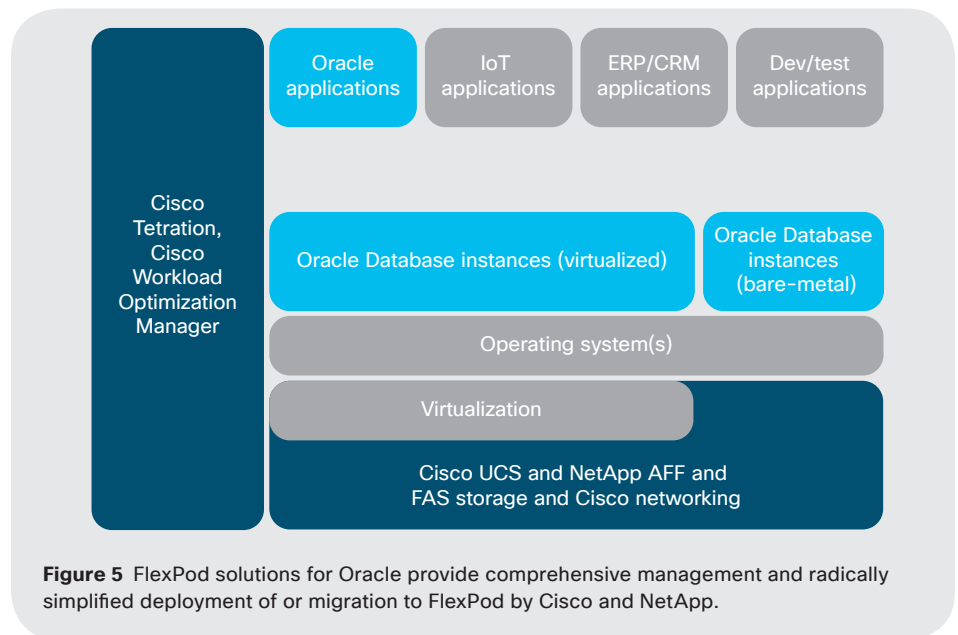 Cisco
Tetration,
Cisco
Workload
Optimization
Manager
Oracle
applications
IoT
applications
ERP/CRM
applications
Dev/test
applications
Oracle Database instances (virtualized)
Oracle Database
instances
(bare-metal)
Operating system(s)
Virtualization
Cisco UCS and NetApp AFF and
FAS storage and Cisco networking
Figure 5 FlexPod solutions for Oracle provide comprehensive management and radically
simplified deployment of or migration to FlexPod by Cisco and NetApp.